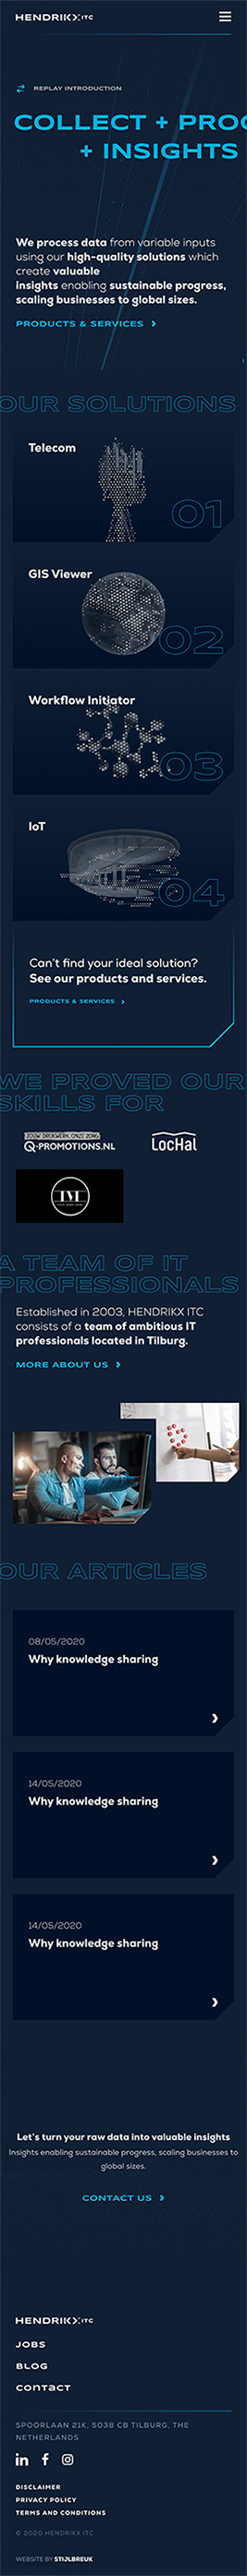 HENDRIKX ITC
REPLAY INTRODUCTION
COLLECT + PROC
+ INSIGHTS
We process data from variable inputs
using our high-quality solutions which
create valuable
insights enabling sustainable progress,
scaling businesses to global sizes.
PRODUCTS & SERVICES
OUR SOLUTIONS
Telecom
01
GIS Viewer
02
Workflow Initiator
03
IoT
04
Can't find your ideal solution?
See our products and services.
PRODUCTS & SERVICES
WE PROVED OUR
SKILLS FOR
JOUW DRUKWERK ONZE ZORG
Q-PROMOTIONS.NL
LocHal
A TEAM OF IT
PROFESSIONALS
Established in 2003, HENDRIKX ITC
consists of a team of ambitious IT
professionals located in Tilburg.
MORE ABOUT US
OUR ARTICLES
08/05/2020
Why knowledge sharing
14/05/2020
Why knowledge sharing
14/05/2020
Why knowledge sharing
Let's turn your raw data into valuable insights
Insights enabling sustainable progress, scaling businesses to
global sizes.
CONTACT US
HENDRIKX ITC
JOBS
BLOG
CONTACT
SPOORLAAN 21K, 5038 CB TILBURG, THE
NETHERLANDS
in f
DISCLAIMER
PRIVACY POLICY
TERMS AND CONDITIONS
© 2020 HENDRIKX ITC
WEBSITE BY STIJLBREUK